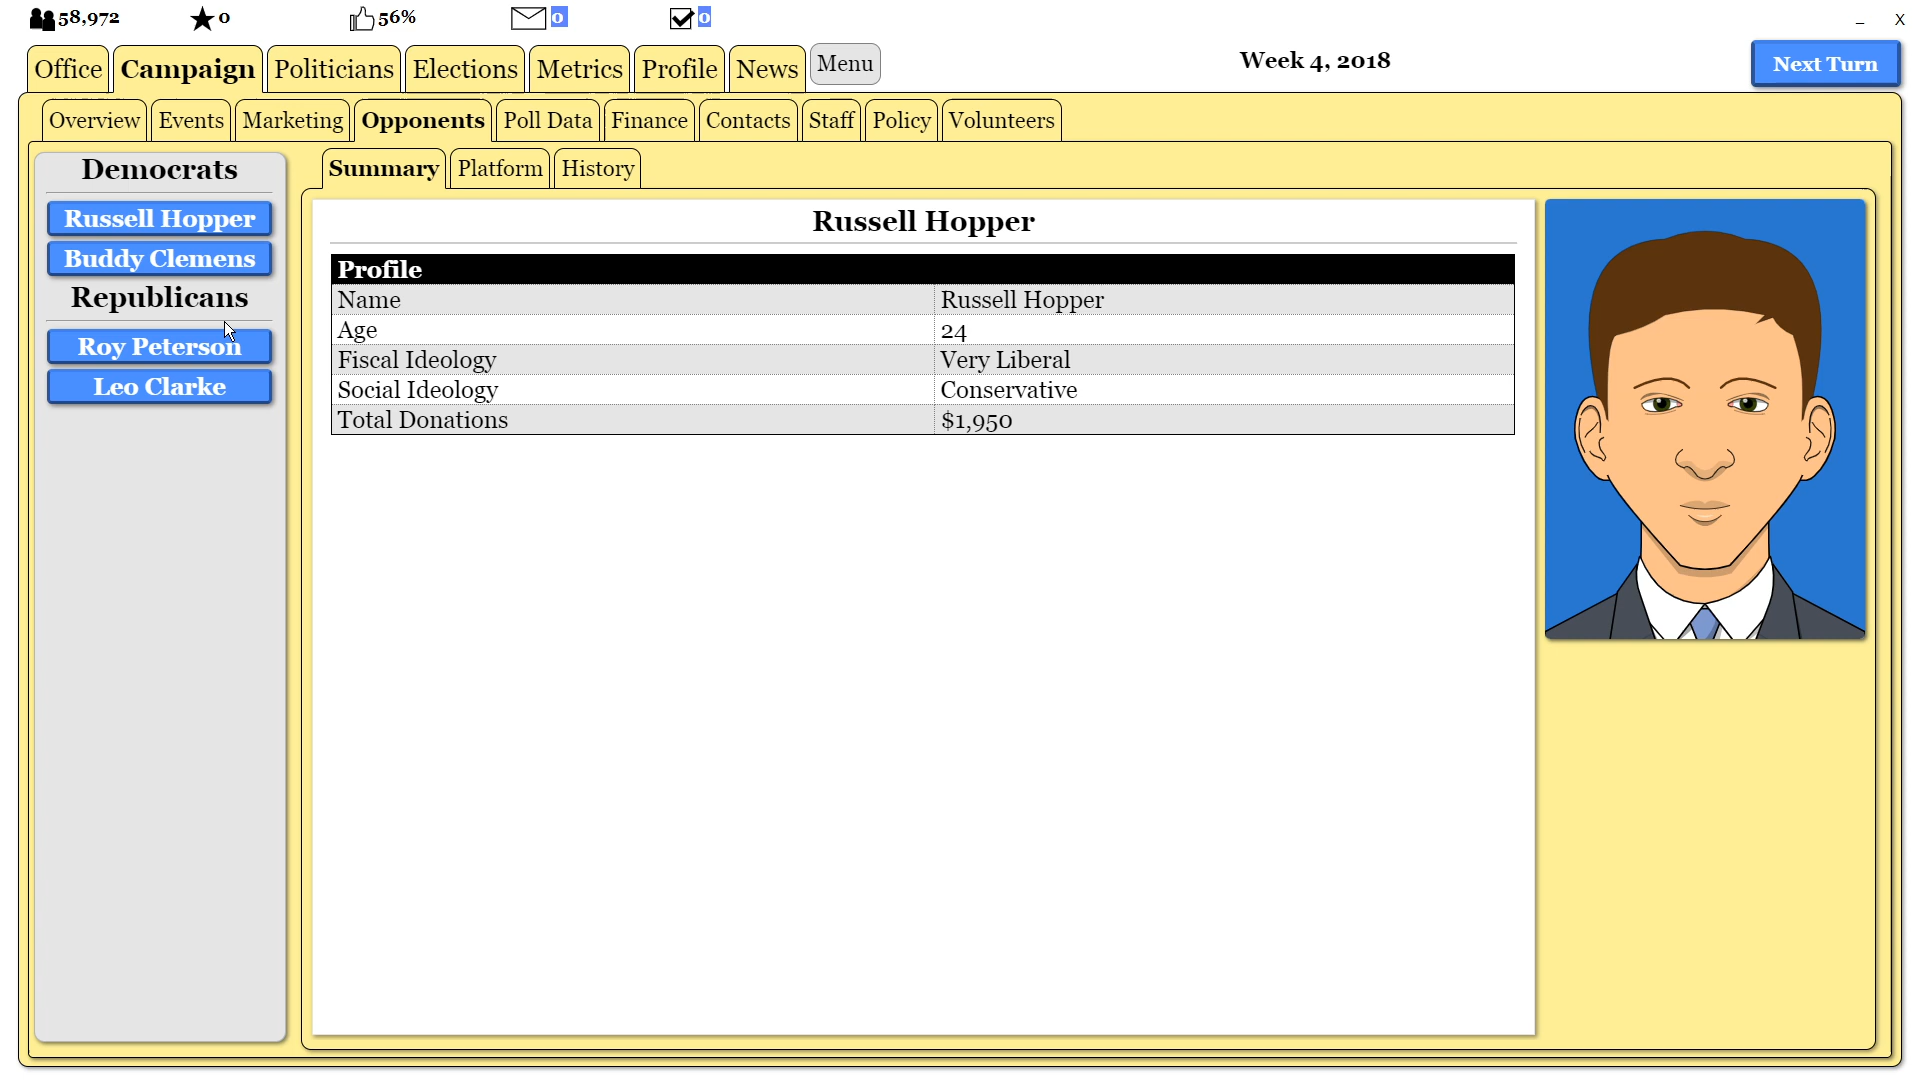 58,972 0 56% 0 0
_ X
Office Campaign Politicians Elections Metrics Profile News Menu
Week 4, 2018
Next Turn
Overview Events Marketing Opponents Poll Data Finance Contacts Staff Policy Volunteers
Democrats
Russell Hopper
Buddy Clemens
Republicans
Roy Peterson
Leo Clarke
Summary Platform History
Russell Hopper
Profile
Name Russell Hopper
Age 24
Fiscal Ideology Very Liberal
Social Ideology Conservative
Total Donations $1,950